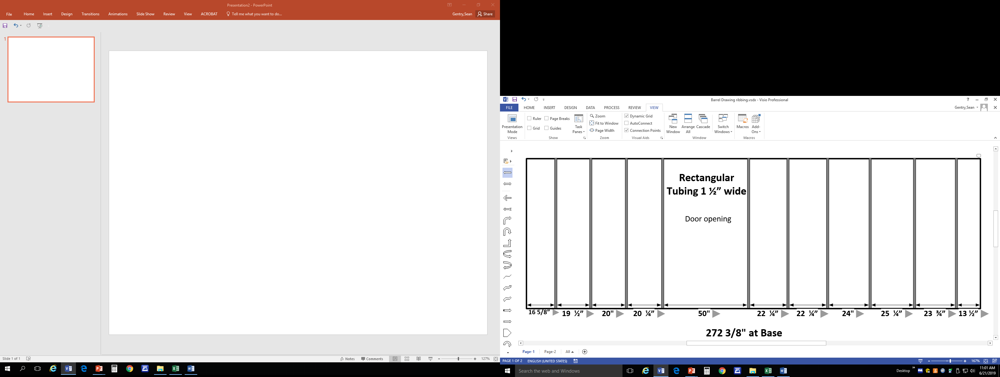 Presentation2 - PowerPoint
File Home Insert Design Transitions Animations Slide Show Review View ACROBAT Tell me what you want to do... Gentry,Sean Share
1
Slide 1 of 1 Notes Comments 127%
Barrel Drawing ribbing.vsdx - Visio Professional
FILE HOME INSERT DESIGN DATA PROCESS REVIEW VIEW Gentry,Sean
Presentation Mode
Views
Ruler Page Breaks
Grid Guides
Task Panes
Show
Zoom
Fit to Window
Page Width
Zoom
Dynamic Grid
AutoConnect
Connection Points
Visual Aids
New Window
Arrange All
Cascade
Switch Windows
Window
Macros
Add-Ons
Macros
Rectangular
Tubing 1 ½” wide
Door opening
16 5/8” 19 ½” 20" 20 ¼” 50" 22 ¼” 22 ¼” 24" 25 ¼” 23 ¾” 13 ½”
272 3/8" at Base
Page-1 Page-2 All
PAGE 1 OF 2 ENGLISH (UNITED STATES) 167%
Search the web and Windows
Desktop
11:01 AM
6/21/2019